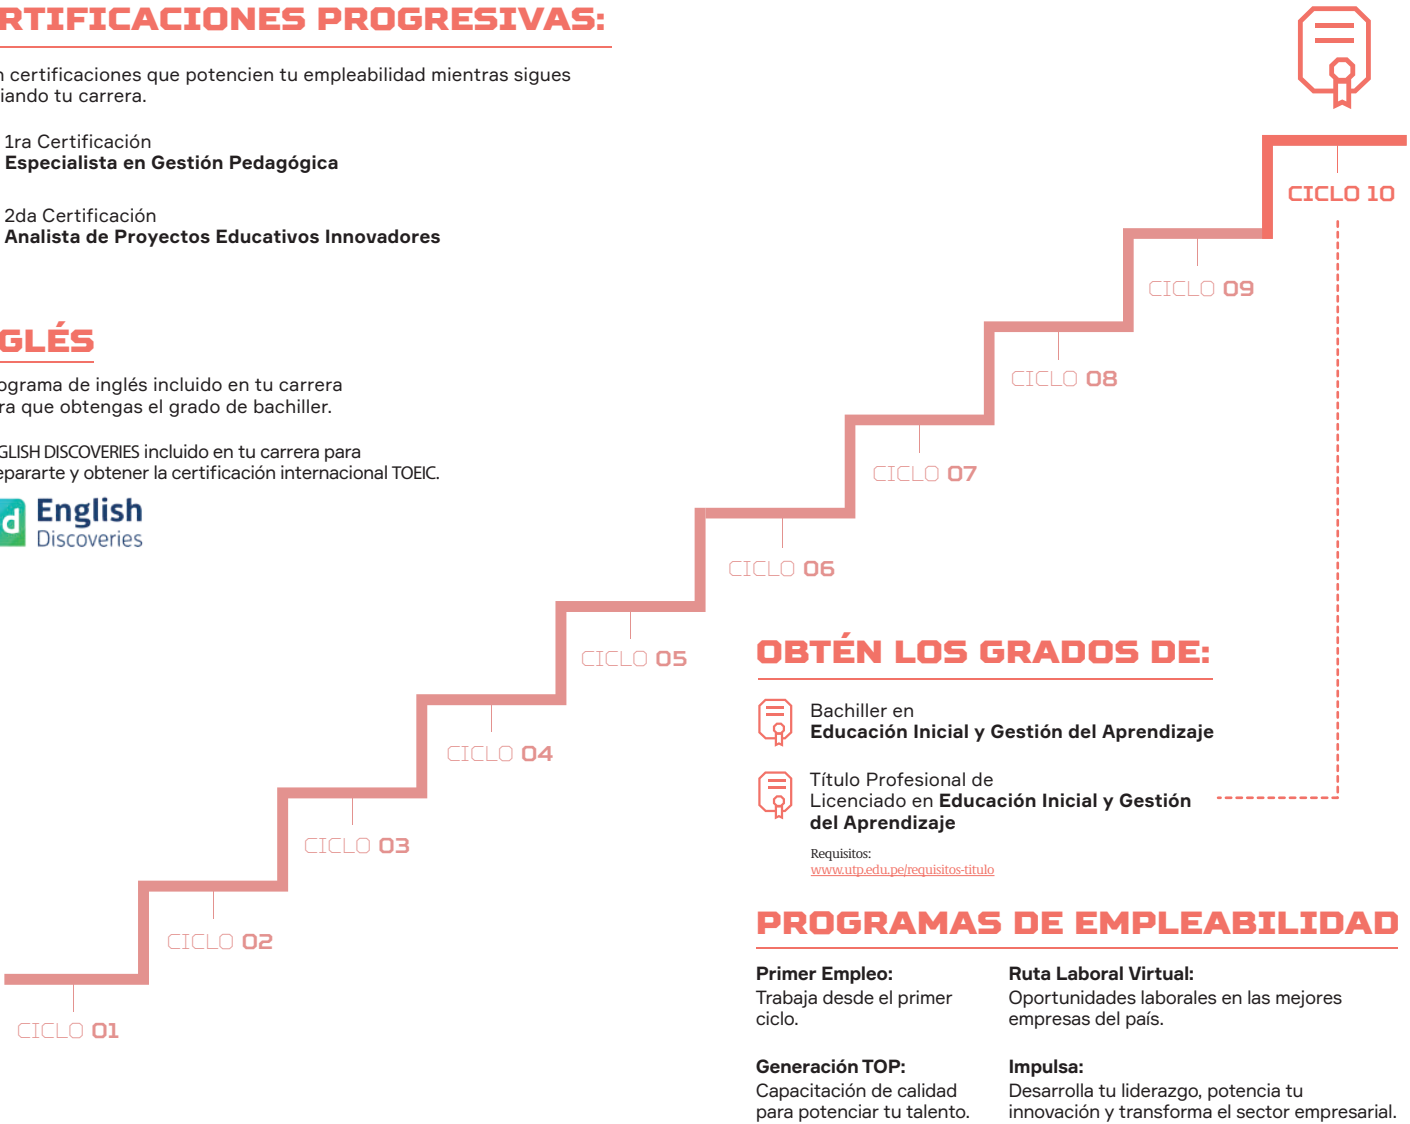 RTIFICACIONES PROGRESIVAS:
n certificaciones que potencien tu empleabilidad mientras sigues
iando tu carrera.
1ra Certificación
Especialista en Gestión Pedagógica
2da Certificación
Analista de Proyectos Educativos Innovadores
GLÉS
ograma de inglés incluido en tu carrera
ra que obtengas el grado de bachiller.
GLISH DISCOVERIES incluido en tu carrera para
epararte y obtener la certificación internacional TOEIC.
d English
Discoveries
CICLO 10
CICLO 09
CICLO 08
CICLO 07
CICLO 06
CICLO 05
CICLO 04
CICLO 03
CICLO 02
CICLO 01
OBTÉN LOS GRADOS DE:
Bachiller en
Educación Inicial y Gestión del Aprendizaje
Título Profesional de
Licenciado en Educación Inicial y Gestión
del Aprendizaje
Requisitos:
www.utp.edu.pe/requisitos-titulo
PROGRAMAS DE EMPLEABILIDAD
Primer Empleo:
Trabaja desde el primer
ciclo.
Ruta Laboral Virtual:
Oportunidades laborales en las mejores
empresas del país.
Generación TOP:
Capacitación de calidad
para potenciar tu talento.
Impulsa:
Desarrolla tu liderazgo, potencia tu
innovación y transforma el sector empresarial.